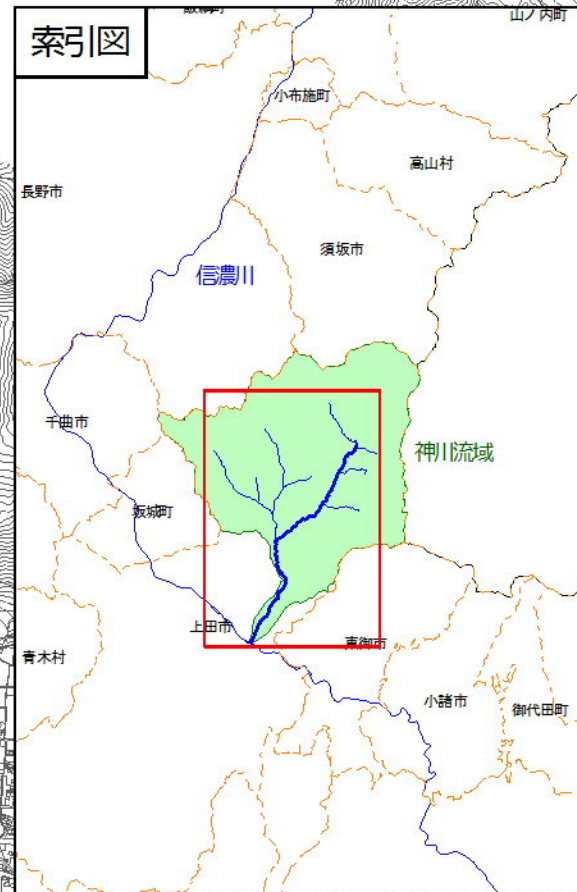 索引図
山ノ内町
小布施町
高山村
長野市
須坂市
信濃川
千曲市
神川流域
坂城町
上田市
東御市
青木村
小諸市
御代田町